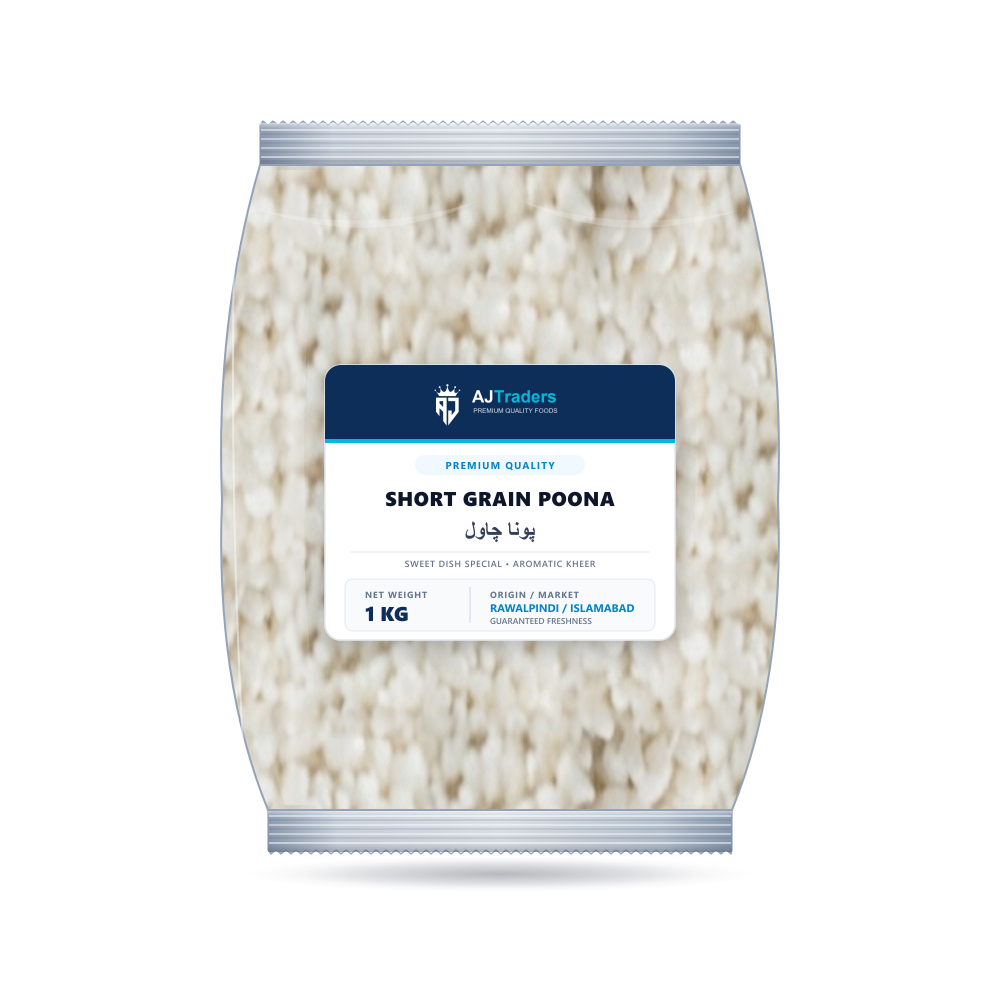 AJ
AJTraders
PREMIUM QUALITY FOODS
PREMIUM QUALITY
SHORT GRAIN POONA
پونا چاول
SWEET DISH SPECIAL • AROMATIC KHEER
NET WEIGHT
1 KG
ORIGIN / MARKET
RAWALPINDI / ISLAMABAD
GUARANTEED FRESHNESS